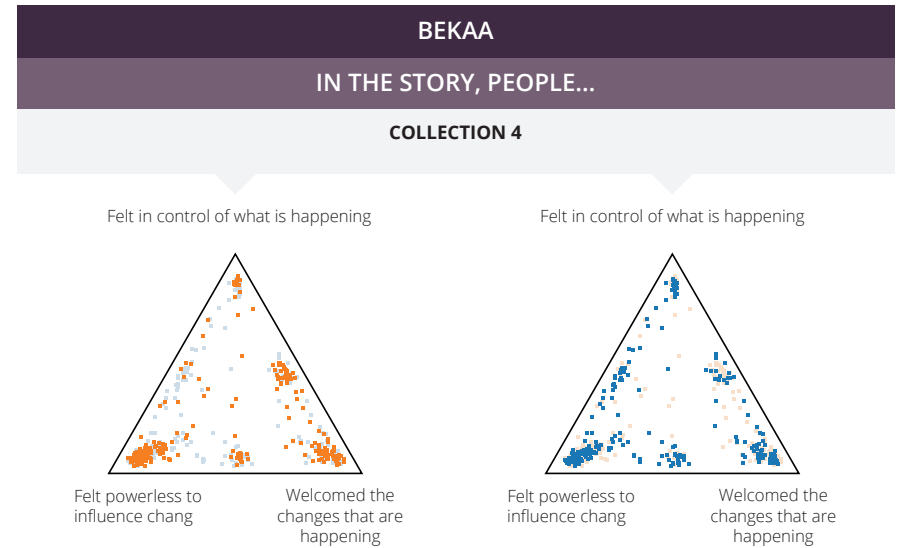 BEKAA
IN THE STORY, PEOPLE...
COLLECTION 4
Felt in control of what is happening
Felt powerless to
influence chang
Welcomed the
changes that are
happening
Felt in control of what is happening
Felt powerless to
influence chang
Welcomed the
changes that are
happening